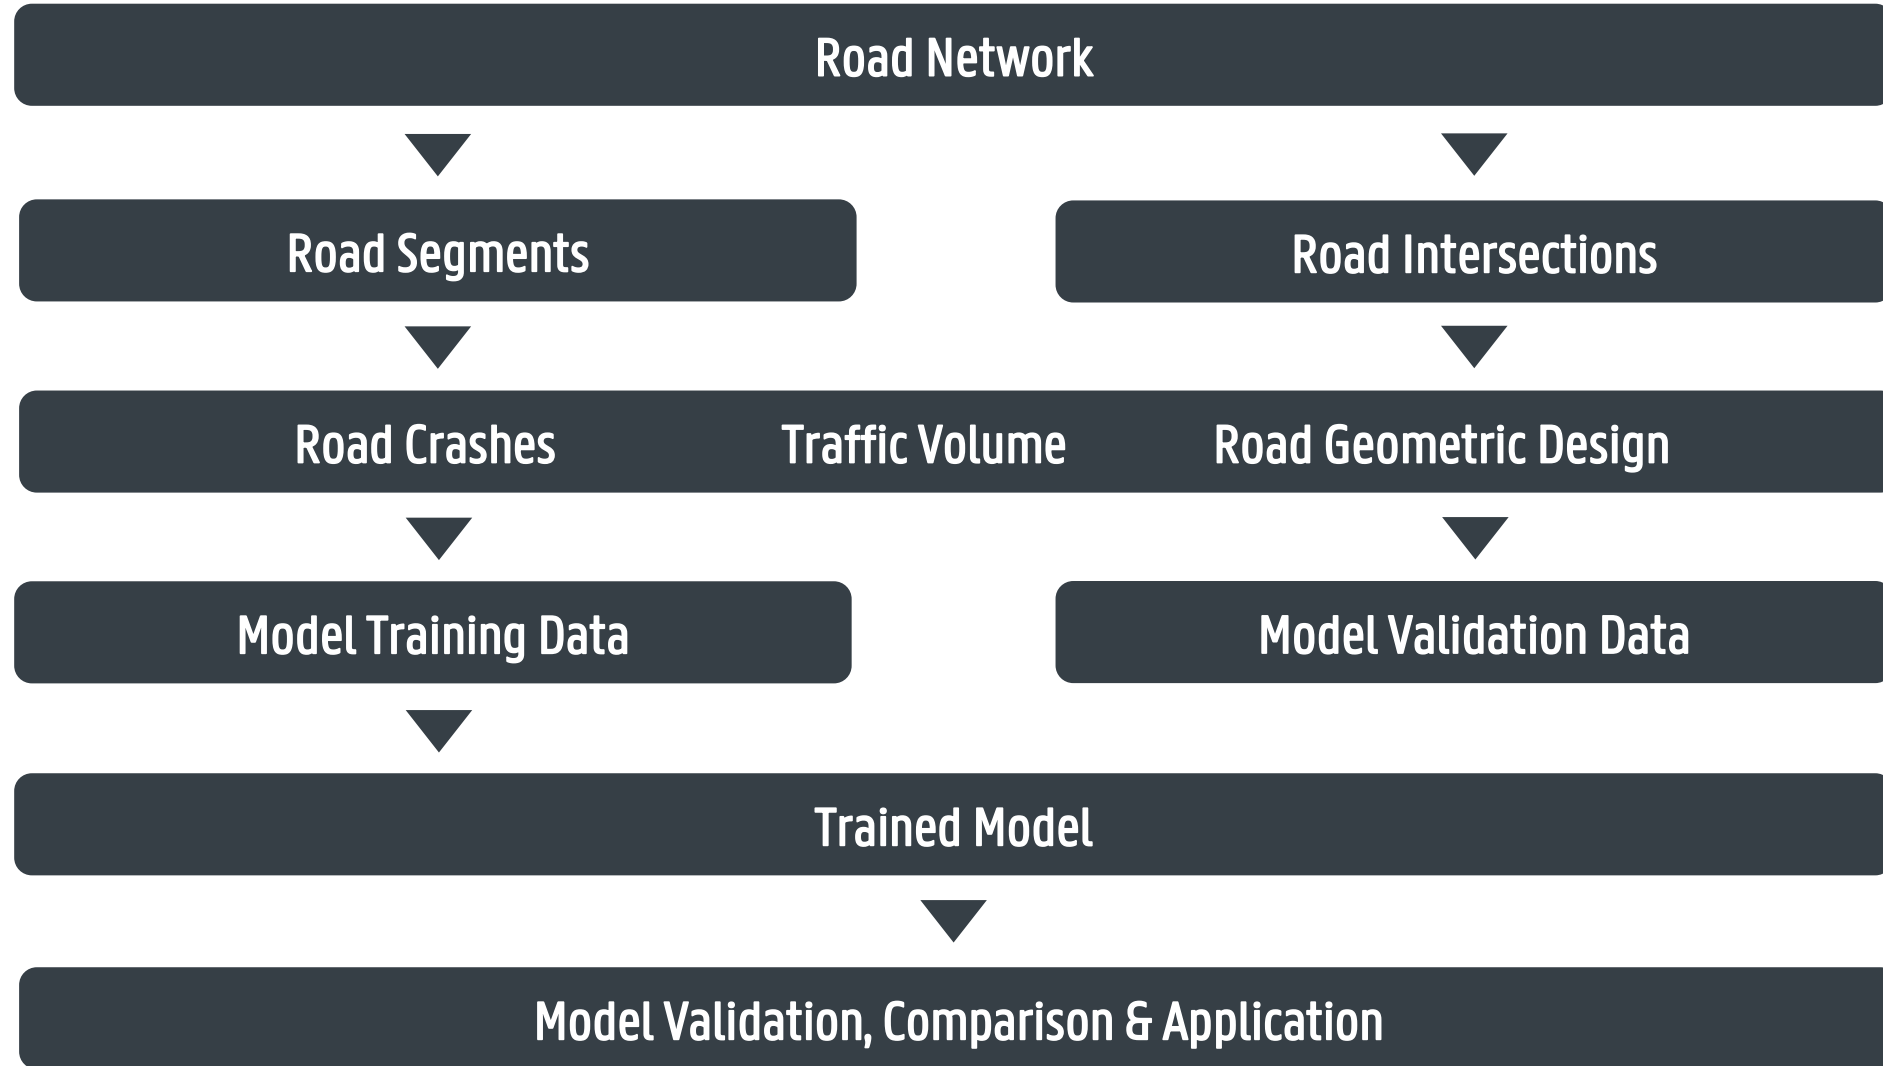 Road Network
Road Segments
Road Intersections
Road Crashes
Traffic Volume
Road Geometric Design
Model Training Data
Model Validation Data
Trained Model
Model Validation, Comparison & Application